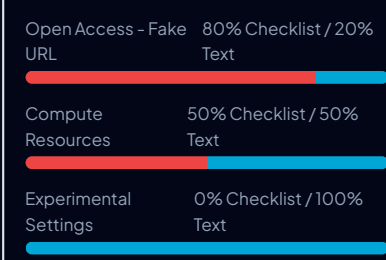 Open Access - Fake URL 80% Checklist / 20% Text
Compute Resources 50% Checklist / 50% Text
Experimental Settings 0% Checklist / 100% Text